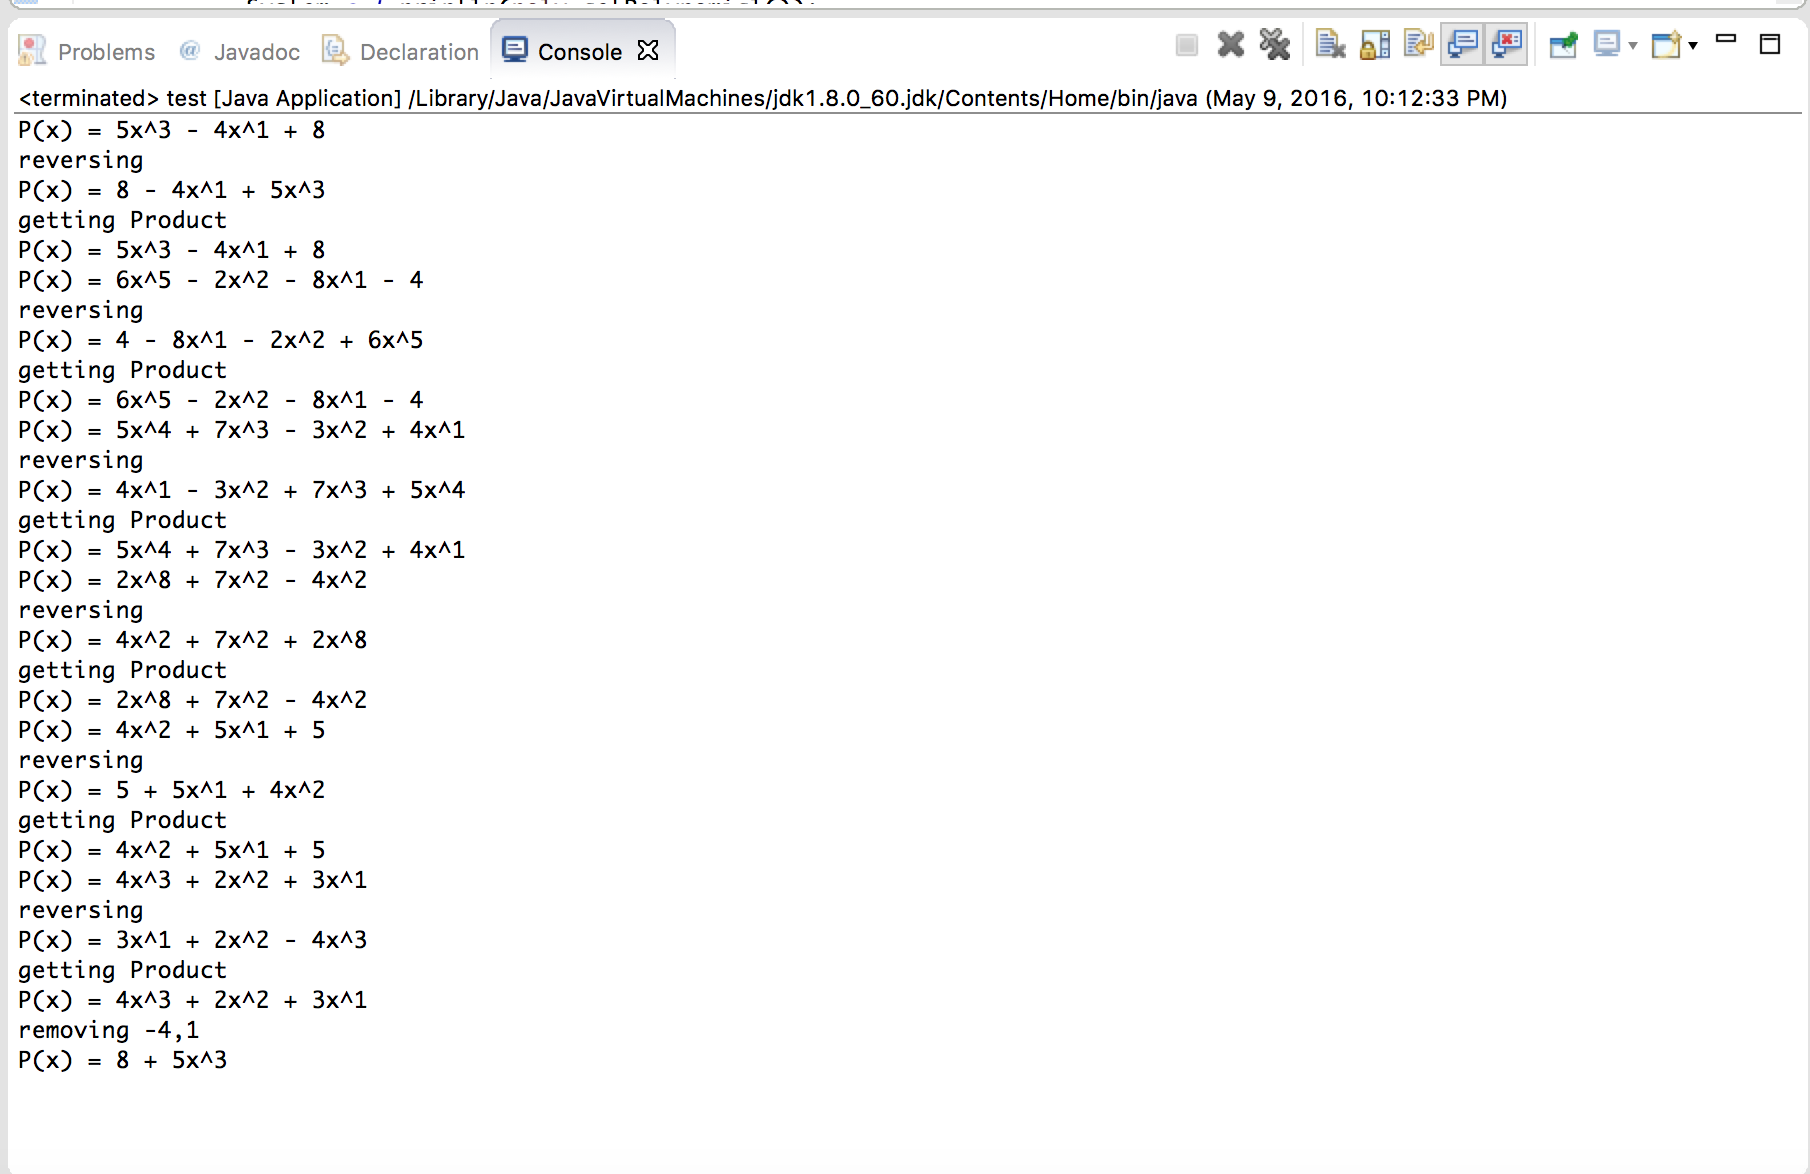 Problems @ Javadoc Declaration Console
<terminated> test [Java Application] /Library/Java/JavaVirtualMachines/jdk1.8.0_60.jdk/Contents/Home/bin/java (May 9, 2016, 10:12:33 PM)
P(x) = 5x^3 - 4x^1 + 8
reversing
P(x) = 8 - 4x^1 + 5x^3
getting Product
P(x) = 5x^3 - 4x^1 + 8
P(x) = 6x^5 - 2x^2 - 8x^1 - 4
reversing
P(x) = 4 - 8x^1 - 2x^2 + 6x^5
getting Product
P(x) = 6x^5 - 2x^2 - 8x^1 - 4
P(x) = 5x^4 + 7x^3 - 3x^2 + 4x^1
reversing
P(x) = 4x^1 - 3x^2 + 7x^3 + 5x^4
getting Product
P(x) = 5x^4 + 7x^3 - 3x^2 + 4x^1
P(x) = 2x^8 + 7x^2 - 4x^2
reversing
P(x) = 4x^2 + 7x^2 + 2x^8
getting Product
P(x) = 2x^8 + 7x^2 - 4x^2
P(x) = 4x^2 + 5x^1 + 5
reversing
P(x) = 5 + 5x^1 + 4x^2
getting Product
P(x) = 4x^2 + 5x^1 + 5
P(x) = 4x^3 + 2x^2 + 3x^1
reversing
P(x) = 3x^1 + 2x^2 - 4x^3
getting Product
P(x) = 4x^3 + 2x^2 + 3x^1
removing -4,1
P(x) = 8 + 5x^3